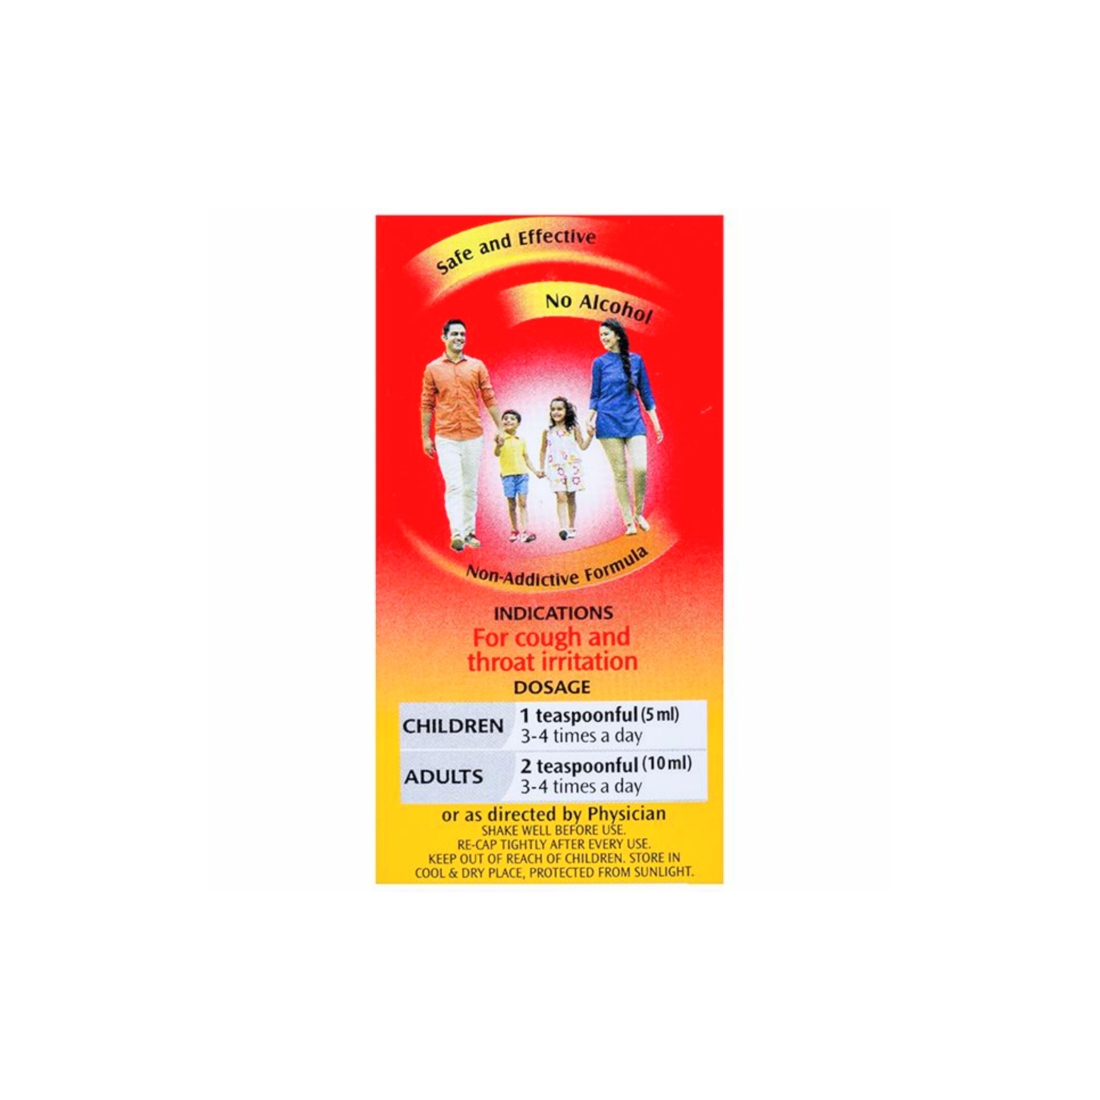 Safe and Effective
No Alcohol
Non-Addictive Formula
INDICATIONS
For cough and
throat irritation
DOSAGE
CHILDREN
1 teaspoonful (5 ml)
3-4 times a day
ADULTS
2 teaspoonful (10 ml)
3-4 times a day
or as directed by Physician
SHAKE WELL BEFORE USE.
RE-CAP TIGHTLY AFTER EVERY USE.
KEEP OUT OF REACH OF CHILDREN. STORE IN
COOL & DRY PLACE, PROTECTED FROM SUNLIGHT.